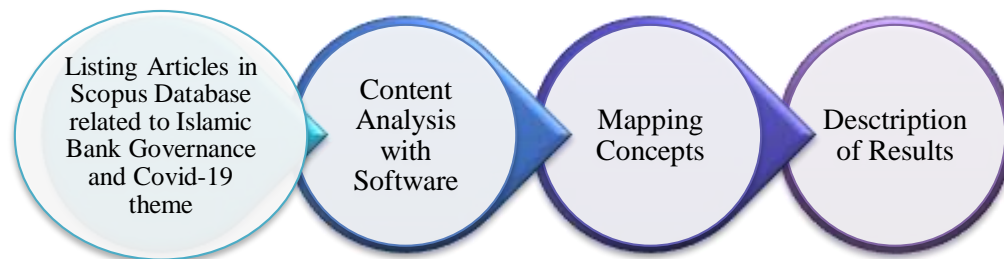 Listing Articles in
Scopus Database
related to Islamic
Bank Governance
and Covid-19
theme
Content
Analysis
with
Software
Mapping
Concepts
Desctription
of Results